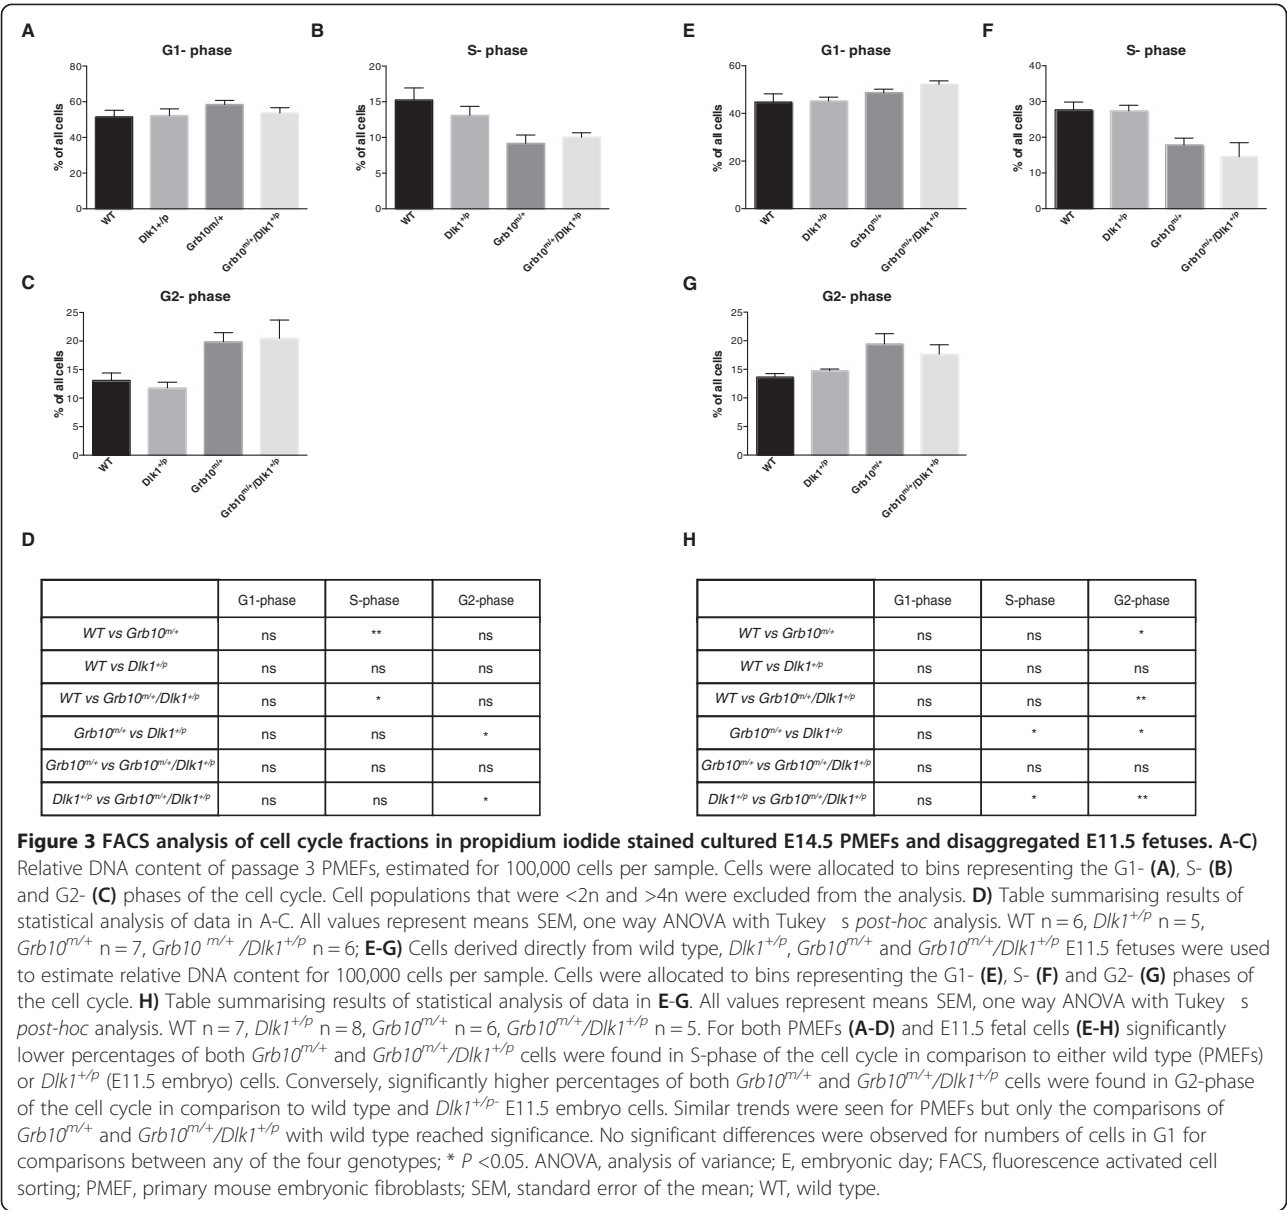 A
G1- phase
% of all cells
80
60
40
20
0
WT
Dlk1+/p
Grb10m/+
Grb10m/+/Dlk1+/p
B
S- phase
% of all cells
20
15
10
5
0
WT
Dlk1+/p
Grb10m/+
Grb10m/+/Dlk1+/p
E
G1- phase
% of all cells
60
40
20
0
WT
Dlk1+/p
Grb10m/+
Grb10m/+/Dlk1+/p
F
S- phase
% of all cells
40
30
20
10
0
WT
Dlk1+/p
Grb10m/+
Grb10m/+/Dlk1+/p
C
G2- phase
% of all cells
25
20
15
10
5
0
WT
Dlk1+/p
Grb10m/+
Grb10m/+/Dlk1+/p
G
G2- phase
% of all cells
25
20
15
10
5
0
WT
Dlk1+/p
Grb10m/+
Grb10m/+/Dlk1+/p
D
G1-phase S-phase G2-phase
WT vs Grb10m/+ ns ** ns
WT vs Dlk1+/p ns ns ns
WT vs Grb10m/+/Dlk1+/p ns * ns
Grb10m/+ vs Dlk1+/p ns ns *
Grb10m/+ vs Grb10m/+/Dlk1+/p ns ns ns
Dlk1+/p vs Grb10m/+/Dlk1+/p ns ns *
H
G1-phase S-phase G2-phase
WT vs Grb10m/+ ns ns *
WT vs Dlk1+/p ns ns ns
WT vs Grb10m/+/Dlk1+/p ns ns **
Grb10m/+ vs Dlk1+/p ns * *
Grb10m/+ vs Grb10m/+/Dlk1+/p ns ns ns
Dlk1+/p vs Grb10m/+/Dlk1+/p ns * **
Figure 3 FACS analysis of cell cycle fractions in propidium iodide stained cultured E14.5 PMEFs and disaggregated E11.5 fetuses. A-C)
Relative DNA content of passage 3 PMEFs, estimated for 100,000 cells per sample. Cells were allocated to bins representing the G1- (A), S- (B)
and G2- (C) phases of the cell cycle. Cell populations that were <2n and >4n were excluded from the analysis. D) Table summarising results of
statistical analysis of data in A-C. All values represent means SEM, one way ANOVA with Tukey s post-hoc analysis. WT n = 6, Dlk1+/p n = 5,
Grb10m/+ n = 7, Grb10 m/+ /Dlk1+/p n = 6; E-G) Cells derived directly from wild type, Dlk1+/p, Grb10m/+ and Grb10m/+/Dlk1+/p E11.5 fetuses were used
to estimate relative DNA content for 100,000 cells per sample. Cells were allocated to bins representing the G1- (E), S- (F) and G2- (G) phases of
the cell cycle. H) Table summarising results of statistical analysis of data in E-G. All values represent means SEM, one way ANOVA with Tukey s
post-hoc analysis. WT n = 7, Dlk1+/p n = 8, Grb10m/+ n = 6, Grb10m/+/Dlk1+/p n = 5. For both PMEFs (A-D) and E11.5 fetal cells (E-H) significantly
lower percentages of both Grb10m/+ and Grb10m/+/Dlk1+/p cells were found in S-phase of the cell cycle in comparison to either wild type (PMEFs)
or Dlk1+/p (E11.5 embryo) cells. Conversely, significantly higher percentages of both Grb10m/+ and Grb10m/+/Dlk1+/p cells were found in G2-phase
of the cell cycle in comparison to wild type and Dlk1+/p- E11.5 embryo cells. Similar trends were seen for PMEFs but only the comparisons of
Grb10m/+ and Grb10m/+/Dlk1+/p with wild type reached significance. No significant differences were observed for numbers of cells in G1 for
comparisons between any of the four genotypes; * P <0.05. ANOVA, analysis of variance; E, embryonic day; FACS, fluorescence activated cell
sorting; PMEF, primary mouse embryonic fibroblasts; SEM, standard error of the mean; WT, wild type.